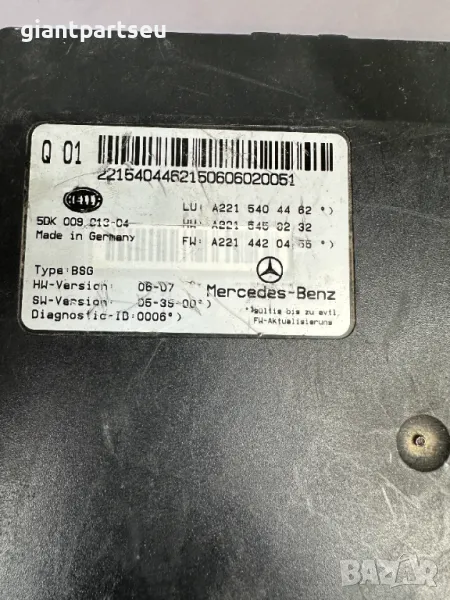 giantpartseu
Q 01
2215404462150606020051
HELLA
LU: A221 540 44 62 *)
HW: A221 545 02 32
FW: A221 442 04 55 *)
5DK 009 013-04
Made in Germany
Type: BSG
HW-Version: 06-07
SW-Version: 05-35-00*)
Diagnostic-ID:0006*)
Mercedes-Benz
*)gültig bis zu evtl.
FW-Aktualisierung
BAZAR